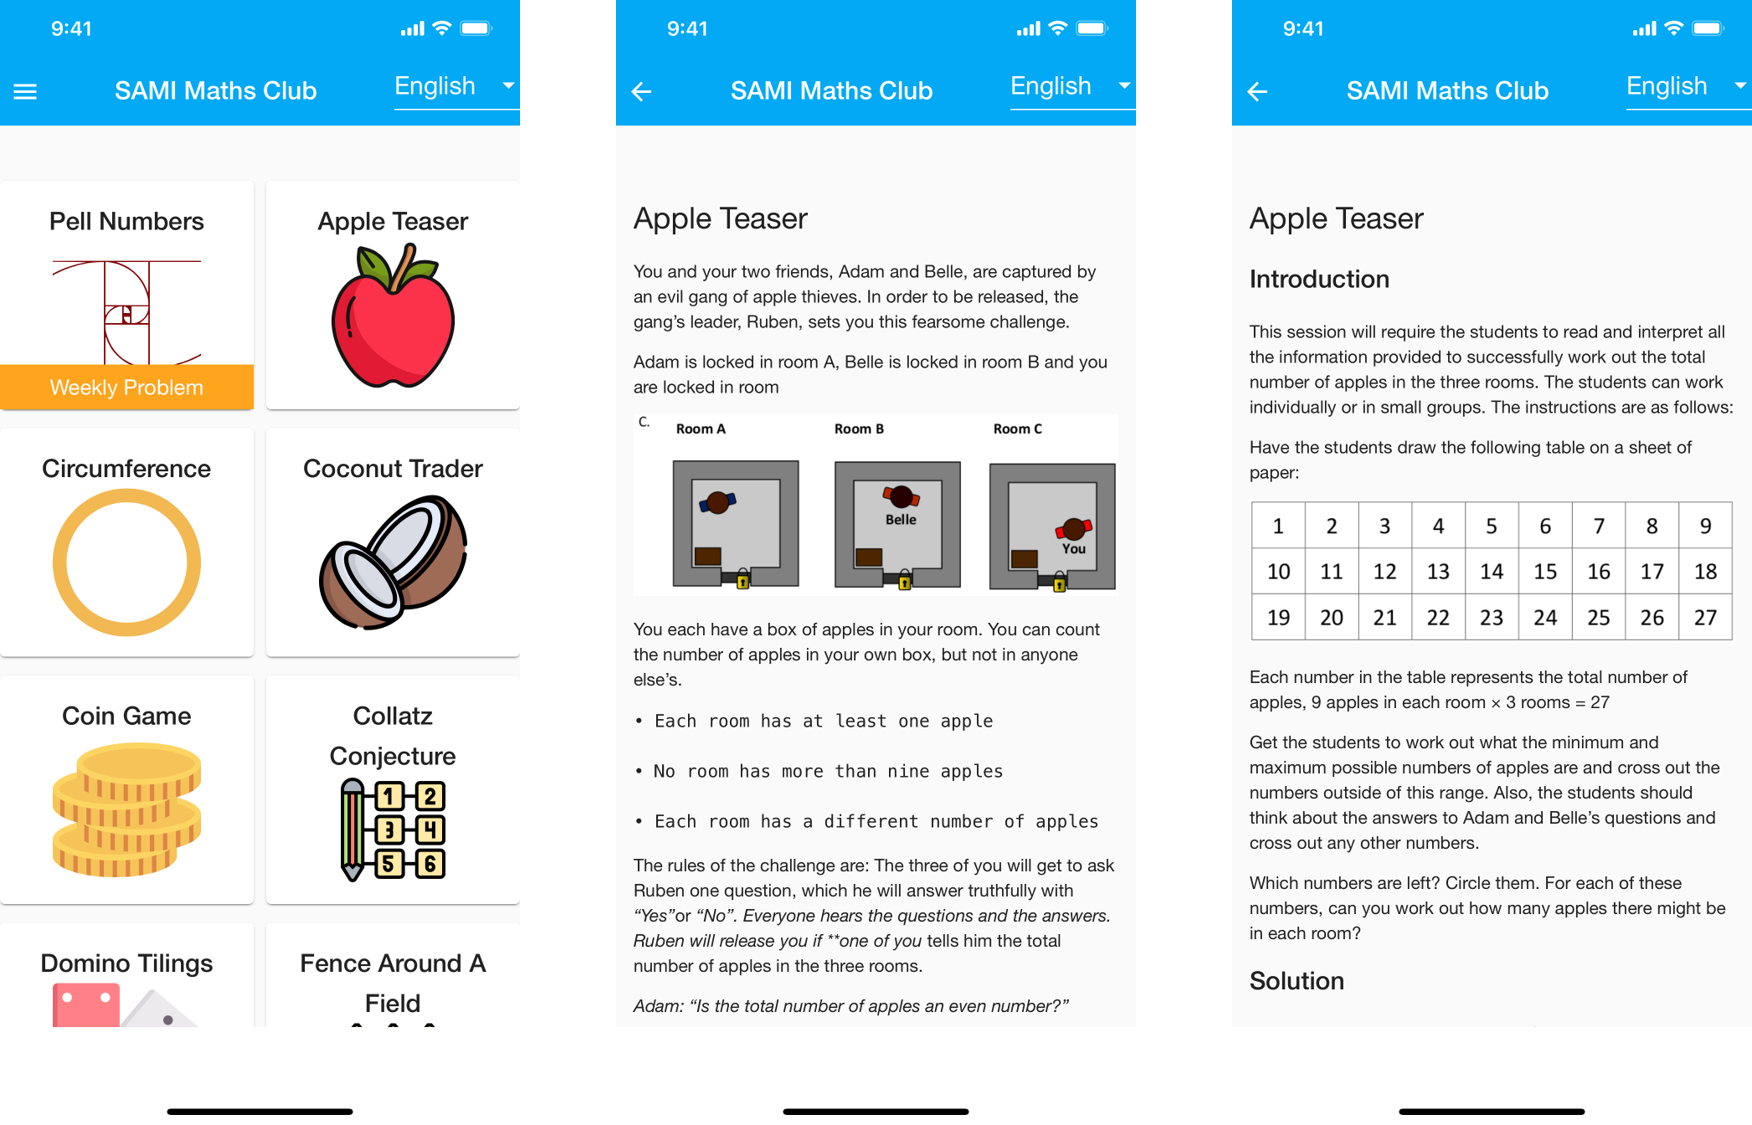 9:41
SAMI Maths Club
English
Pell Numbers
Weekly Problem
Apple Teaser
Circumference
Coconut Trader
Coin Game
Collatz
Conjecture
1 2
3 4
5 6
Domino Tilings
Fence Around A
Field
9:41
SAMI Maths Club
English
Apple Teaser
You and your two friends, Adam and Belle, are captured by
an evil gang of apple thieves. In order to be released, the
gang’s leader, Ruben, sets you this fearsome challenge.
Adam is locked in room A, Belle is locked in room B and you
are locked in room
C.
Room A Room B Room C
Belle
You
You each have a box of apples in your room. You can count
the number of apples in your own box, but not in anyone
else’s.
• Each room has at least one apple
• No room has more than nine apples
• Each room has a different number of apples
The rules of the challenge are: The three of you will get to ask
Ruben one question, which he will answer truthfully with
“Yes”or “No”. Everyone hears the questions and the answers.
Ruben will release you if **one of you tells him the total
number of apples in the three rooms.
Adam: “Is the total number of apples an even number?”
9:41
SAMI Maths Club
English
Apple Teaser
Introduction
This session will require the students to read and interpret all
the information provided to successfully work out the total
number of apples in the three rooms. The students can work
individually or in small groups. The instructions are as follows:
Have the students draw the following table on a sheet of
paper:
1 2 3 4 5 6 7 8 9
10 11 12 13 14 15 16 17 18
19 20 21 22 23 24 25 26 27
Each number in the table represents the total number of
apples, 9 apples in each room × 3 rooms = 27
Get the students to work out what the minimum and
maximum possible numbers of apples are and cross out the
numbers outside of this range. Also, the students should
think about the answers to Adam and Belle’s questions and
cross out any other numbers.
Which numbers are left? Circle them. For each of these
numbers, can you work out how many apples there might be
in each room?
Solution